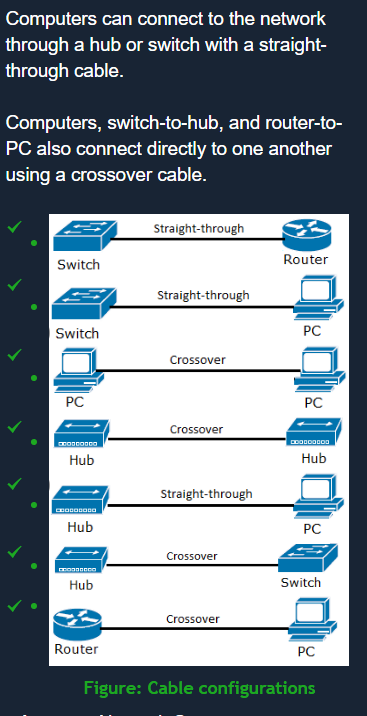 Computers can connect to the network
through a hub or switch with a straight-
through cable.
Computers, switch-to-hub, and router-to-
PC also connect directly to one another
using a crossover cable.
Straight-through
Switch
Router
Straight-through
Switch
PC
Crossover
PC
PC
Crossover
Hub
Hub
Straight-through
Hub
PC
Crossover
Hub
Switch
Crossover
Router
PC
Figure: Cable configurations